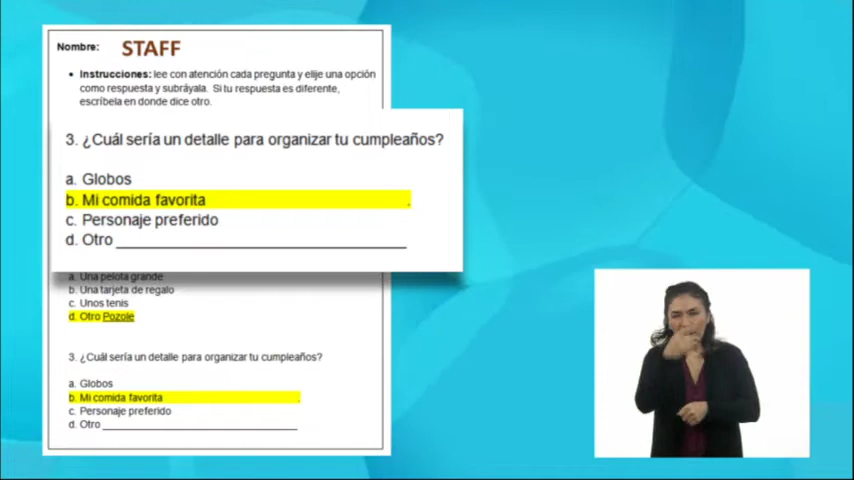 Nombre: STAFF
• Instrucciones: lee con atención cada pregunta y elije una opción
como respuesta y subráyala. Si tu respuesta es diferente,
escríbela en donde dice otro.
3. ¿Cuál sería un detalle para organizar tu cumpleaños?
a. Globos
b. Mi comida favorita .
c. Personaje preferido
d. Otro ________________________________
a. Una pelota grande
b. Una tarjeta de regalo
c. Unos tenis
d. Otro Pozole
3. ¿Cuál sería un detalle para organizar tu cumpleaños?
a. Globos
b. Mi comida favorita .
c. Personaje preferido
d. Otro ________________________________